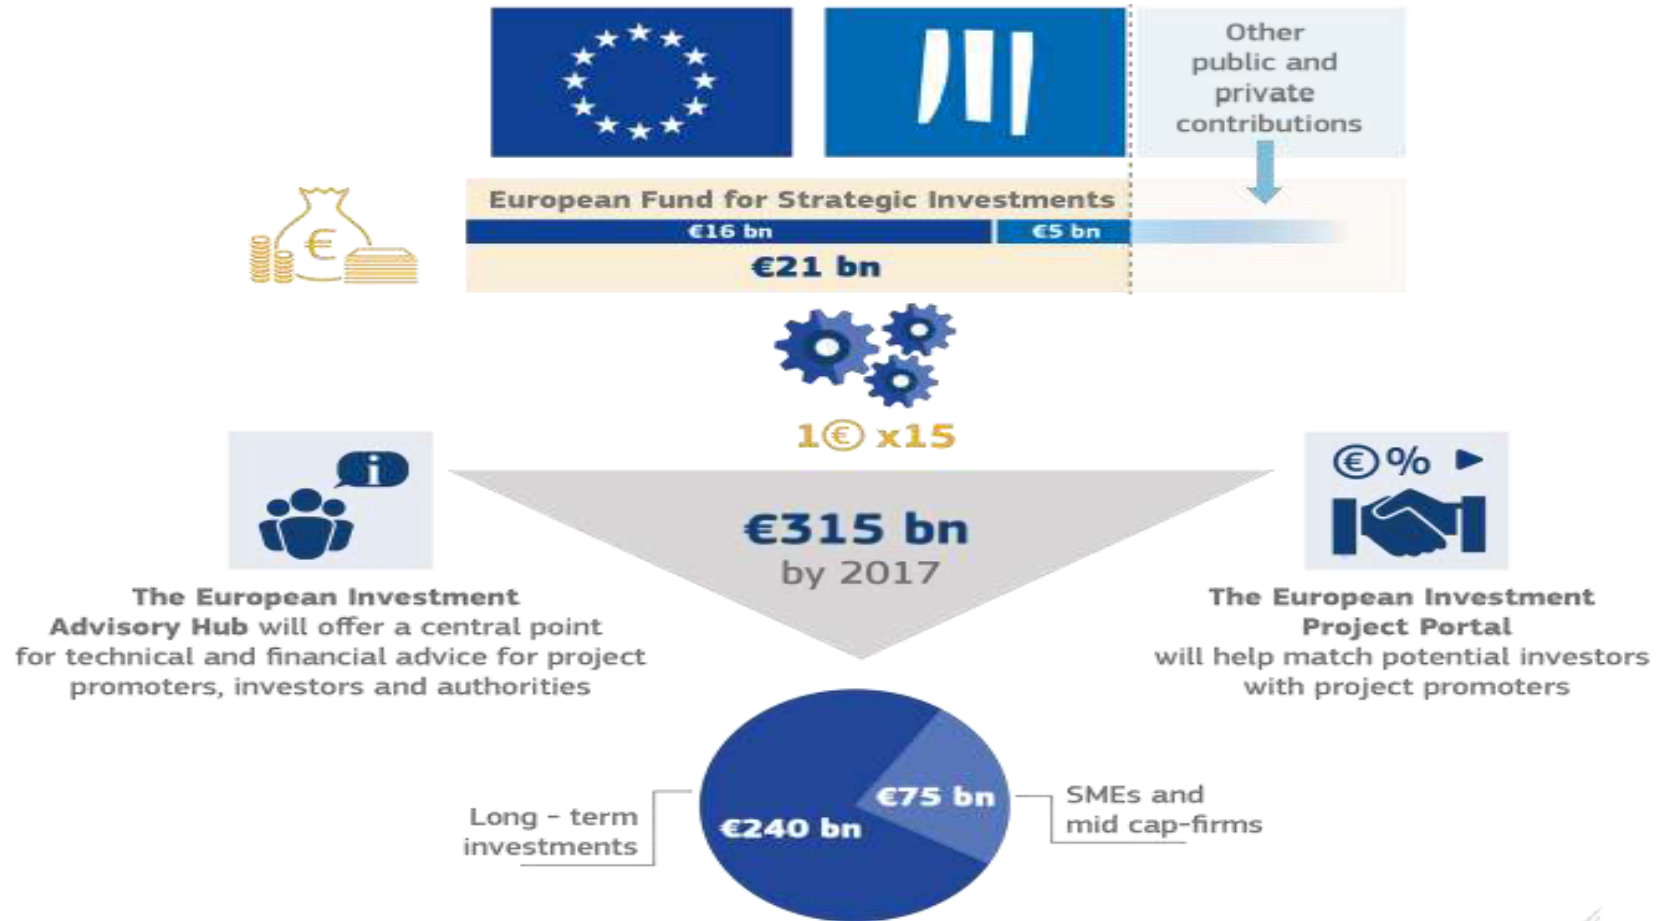 Other
public and
private
contributions
European Fund for Strategic Investments
€16 bn
€5 bn
€21 bn
€
1€ x15
i
€% 
€315 bn
by 2017
The European Investment
Advisory Hub will offer a central point
for technical and financial advice for project
promoters, investors and authorities
The European Investment
Project Portal
will help match potential investors
with project promoters
€75 bn
€240 bn
Long - term
investments
SMEs and
mid cap-firms